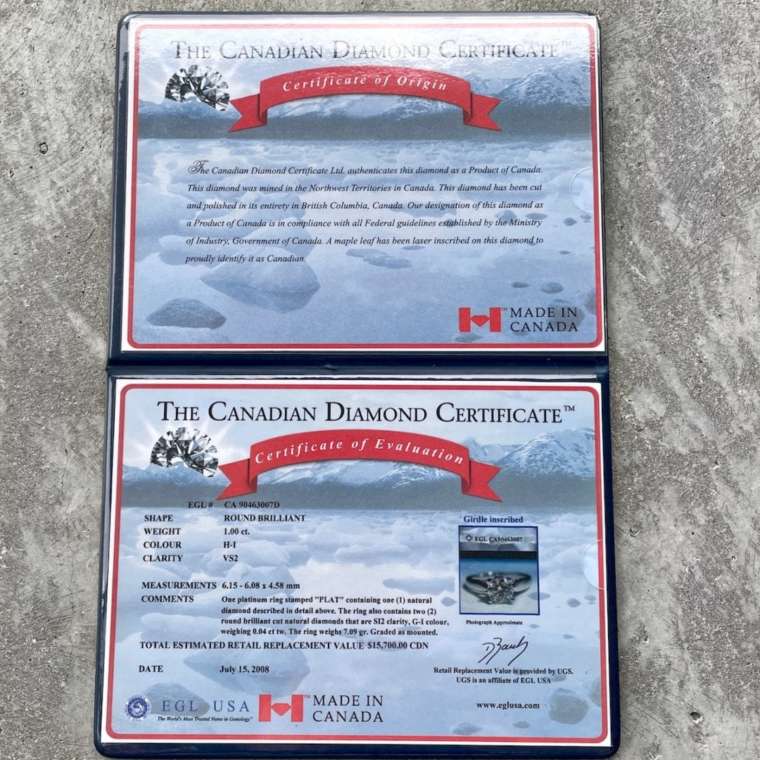 THE CANADIAN DIAMOND CERTIFICATE™
Certificate of Origin
The Canadian Diamond Certificate Ltd. authenticates this diamond as a Product of Canada.
This diamond was mined in the Northwest Territories in Canada. This diamond has been cut
and polished in its entirety in British Columbia, Canada. Our designation of this diamond as
a Product of Canada is in compliance with all Federal guidelines established by the Ministry
of Industry, Government of Canada. A maple leaf has been laser inscribed on this diamond to
proudly identify it as Canadian.
MADE IN
CANADA
THE CANADIAN DIAMOND CERTIFICATE™
Certificate of Evaluation
EGL # CA 90463007D
SHAPE ROUND BRILLIANT
WEIGHT 1.00 ct.
COLOUR H-I
CLARITY VS2
MEASUREMENTS 6.15 - 6.08 x 4.58 mm
COMMENTS One platinum ring stamped "PLAT" containing one (1) natural
diamond described in detail above. The ring also contains two (2)
round brilliant cut natural diamonds that are SI2 clarity, G-I colour,
weighing 0.04 ct tw. The ring weighs 7.09 gr. Graded as mounted.
TOTAL ESTIMATED RETAIL REPLACEMENT VALUE $15,700.00 CDN
DATE July 15, 2008
Girdle inscribed
EGL CA90463007
Photograph Approximate
Retail Replacement Value is provided by UGS.
UGS is an affiliate of EGL USA
www.eglusa.com
EGL USA
The World's Most Trusted Name in Gemology™
MADE IN
CANADA